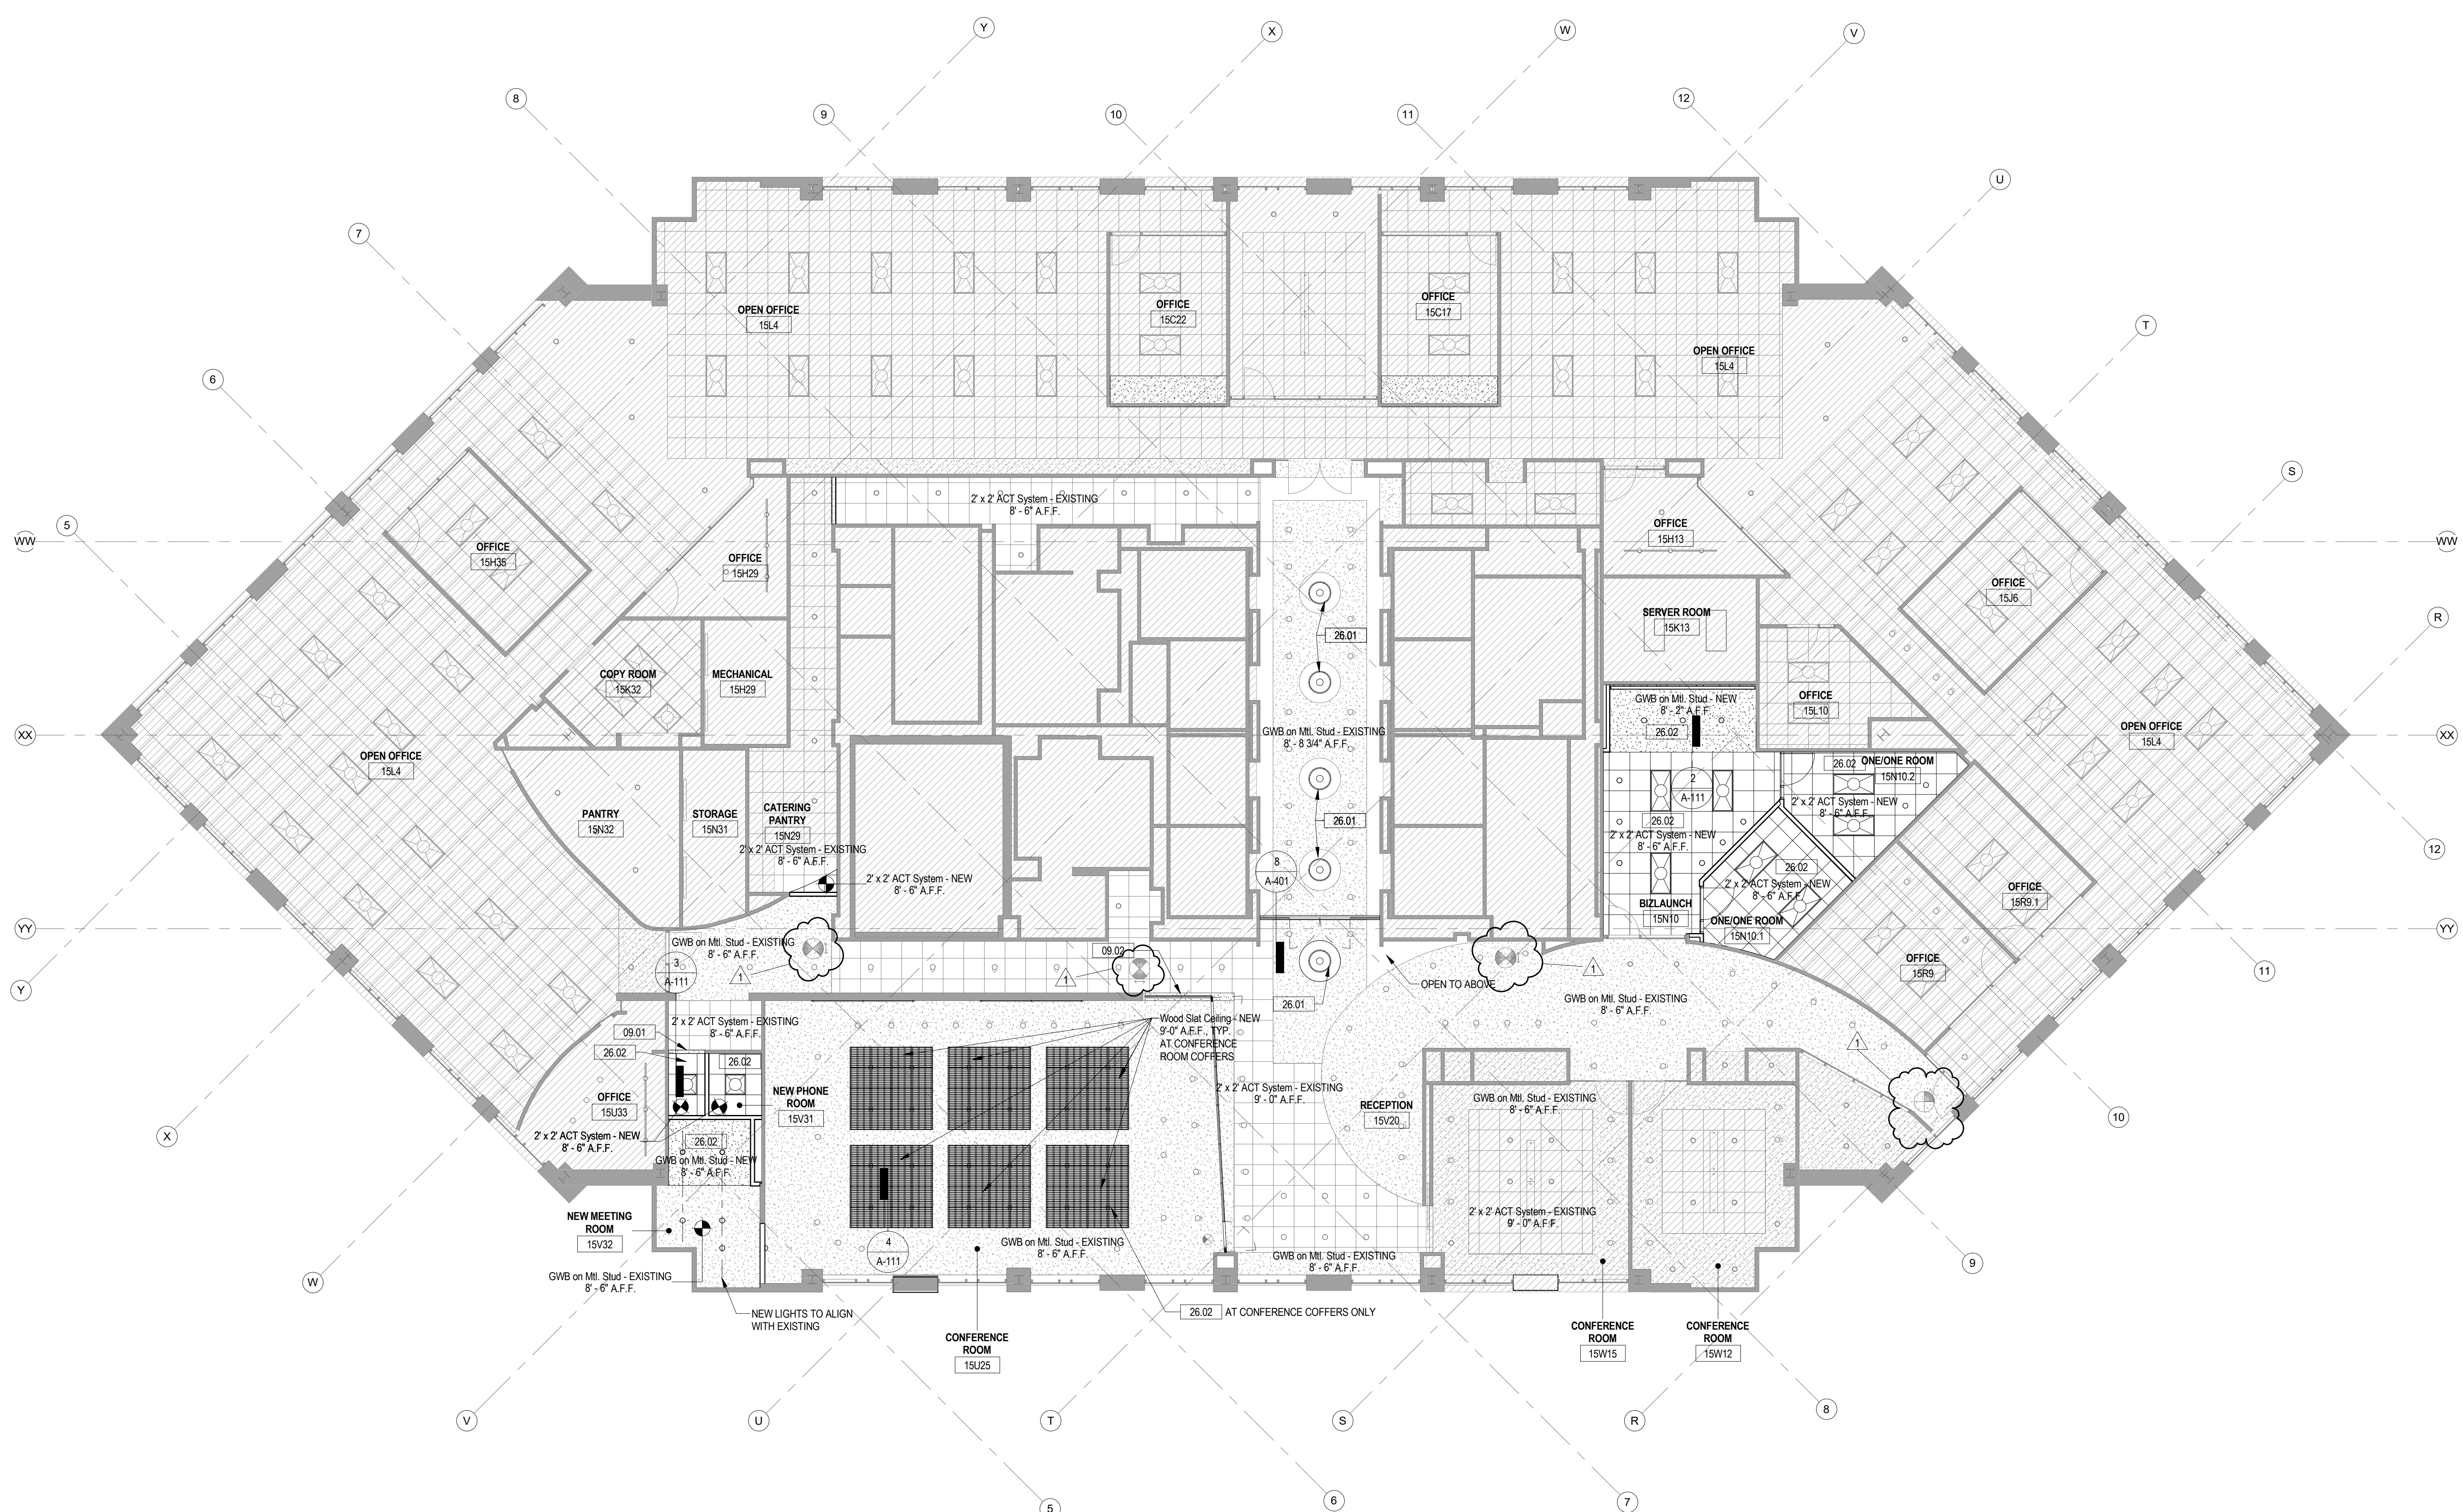 Y
X
W
V
8
9
10
11
12
U
7
T
6
S
5
WW
WW
R
XX
XX
12
YY
YY
Y
11
X
10
W
9
V
U
T
S
R
8
5
6
7
OPEN OFFICE
15L4
OFFICE
15C22
OFFICE
15C17
OPEN OFFICE
15L4
2' x 2' ACT System - EXISTING
8' - 6" A.F.F.
OFFICE
15H35
OFFICE
15H29
OFFICE
15H13
OFFICE
15J6
26.01
SERVER ROOM
15K13
COPY ROOM
15K32
MECHANICAL
15H29
GWB on Mtl. Stud - NEW
8' - 2" A.F.F.
26.02
OFFICE
15L10
GWB on Mtl. Stud - EXISTING
8' - 8 3/4" A.F.F.
OPEN OFFICE
15L4
OPEN OFFICE
15L4
26.02
ONE/ONE ROOM
15N10.2
2
A-111
2' x 2' ACT System - NEW
8' - 6" A.F.F.
PANTRY
15N32
STORAGE
15N31
CATERING
PANTRY
15N29
2' x 2' ACT System - EXISTING
8' - 6" A.F.F.
26.01
26.02
2' x 2' ACT System - NEW
8' - 6" A.F.F.
2' x 2' ACT System - NEW
8' - 6" A.F.F.
8
A-401
26.02
2' x 2' ACT System - NEW
8' - 6" A.F.F.
OFFICE
15R9.1
BIZLAUNCH
15N10
ONE/ONE ROOM
15N10.1
GWB on Mtl. Stud - EXISTING
8' - 6" A.F.F.
3
A-111
1
09.02
1
1
OFFICE
15R9
OPEN TO ABOVE
26.01
GWB on Mtl. Stud - EXISTING
8' - 6" A.F.F.
2' x 2' ACT System - EXISTING
8' - 6" A.F.F.
09.01
26.02
26.02
Wood Slat Ceiling - NEW
9'-0" A.F.F., TYP.
AT CONFERENCE
ROOM COFFERS
1
NEW PHONE
ROOM
15V31
OFFICE
15U33
2' x 2' ACT System - EXISTING
9' - 0" A.F.F.
RECEPTION
15V20
GWB on Mtl. Stud - EXISTING
8' - 6" A.F.F.
2' x 2' ACT System - NEW
8' - 6" A.F.F.
26.02
GWB on Mtl. Stud - NEW
8' - 6" A.F.F.
NEW MEETING
ROOM
15V32
4
A-111
GWB on Mtl. Stud - EXISTING
8' - 6" A.F.F.
2' x 2' ACT System - EXISTING
9' - 0" A.F.F.
GWB on Mtl. Stud - EXISTING
8' - 6" A.F.F.
GWB on Mtl. Stud - EXISTING
8' - 6" A.F.F.
NEW LIGHTS TO ALIGN
WITH EXISTING
26.02 AT CONFERENCE COFFERS ONLY
CONFERENCE
ROOM
15U25
CONFERENCE
ROOM
15W15
CONFERENCE
ROOM
15W12